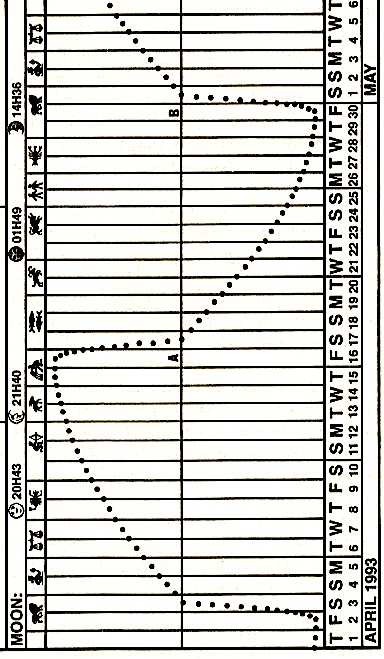 MOON: 20H43 21H40 01H49 14H36
A B
T F S S M T W T F S S M T W T F S S M T W T F S S M T W T F S S M T W T
1 2 3 4 5 6 7 8 9 10 11 12 13 14 15 16 17 18 19 20 21 22 23 24 25 26 27 28 29 30 1 2 3 4 5 6
APRIL 1993 MAY